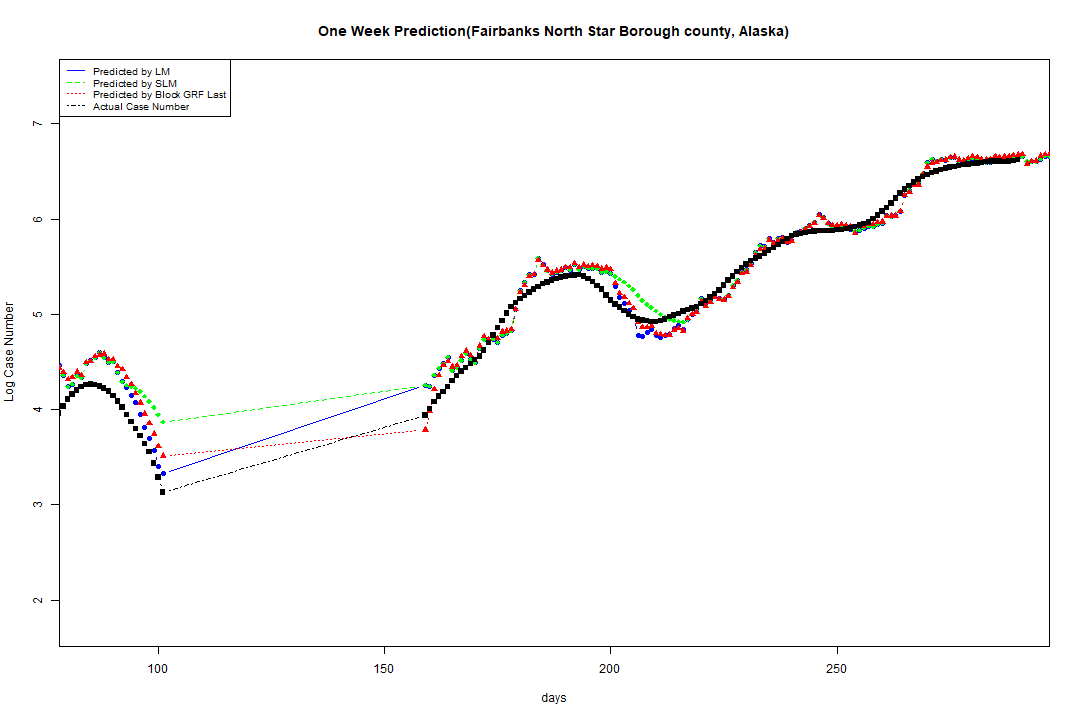 One Week Prediction(Fairbanks North Star Borough county, Alaska)
Predicted by LM
Predicted by SLM
Predicted by Block GRF Last
Actual Case Number
Log Case Number
7
6
5
4
3
2
100 150 200 250
days